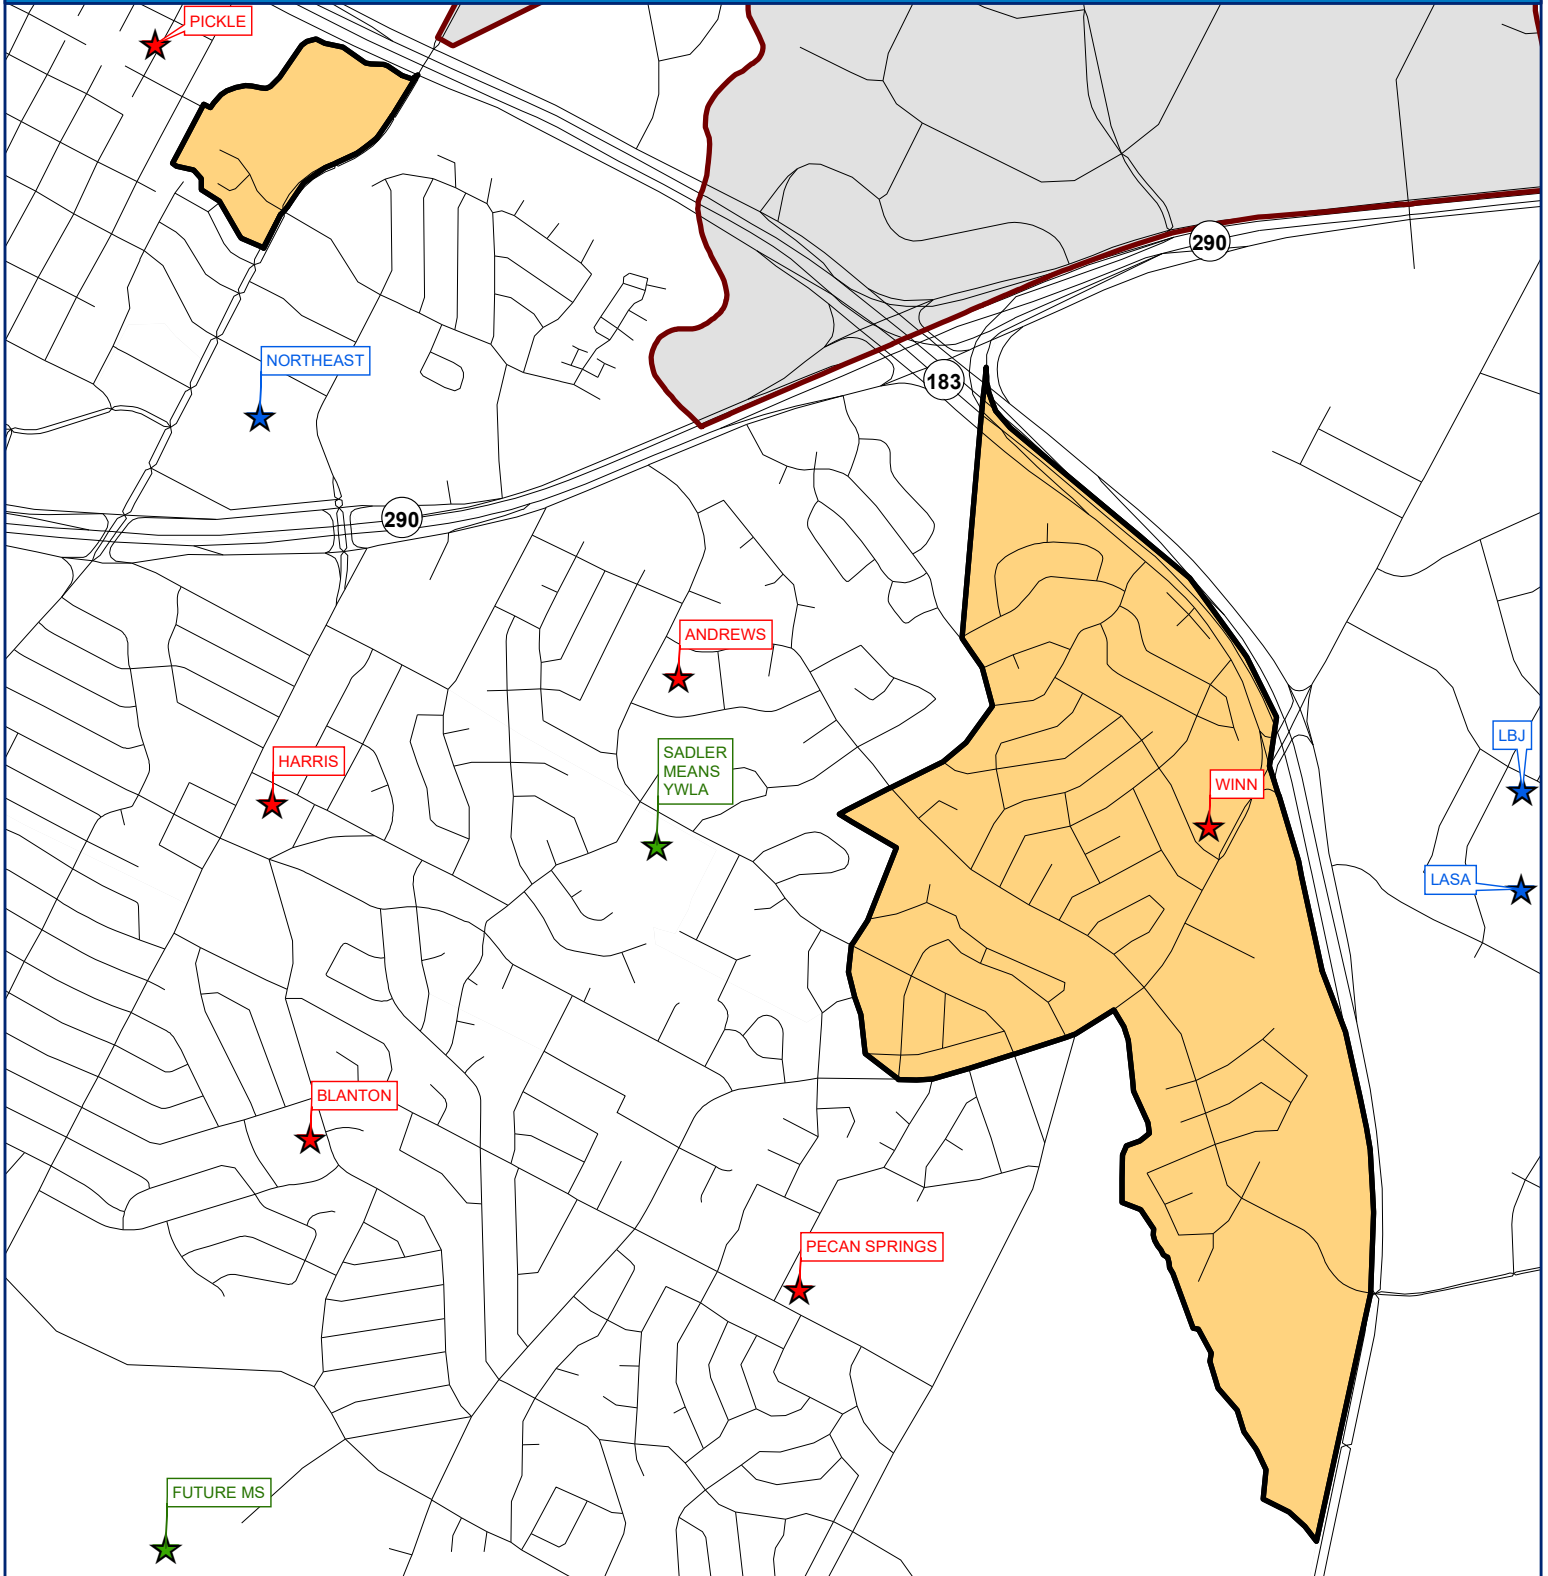 PICKLE
290
NORTHEAST
183
290
ANDREWS
LBJ
SADLER
MEANS
YWLA
HARRIS
WINN
LASA
BLANTON
PECAN SPRINGS
FUTURE MS